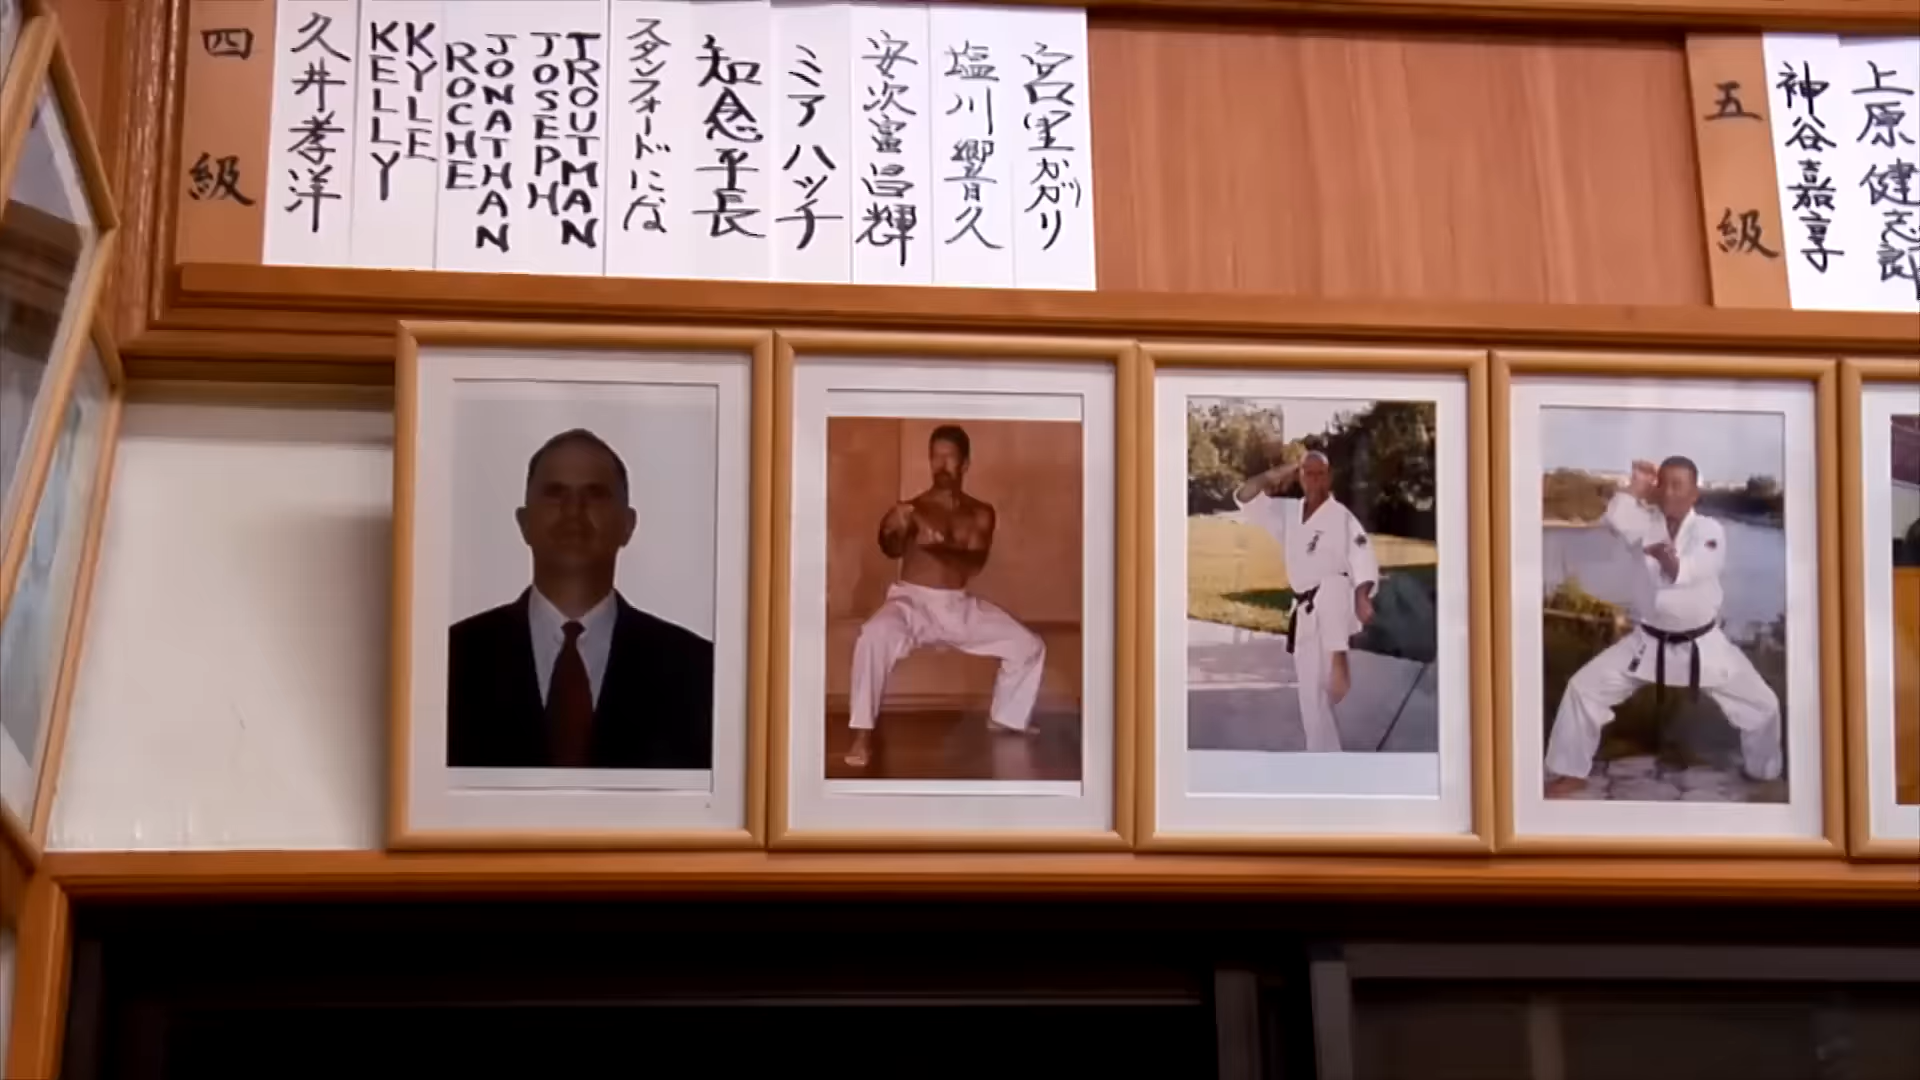 四級
久井孝洋
KELLY
KYLE
ROCHE
JONATHAN
JOSEPH
TROUTMAN
スタンフォードにな
知念平長
ミア ハッチ
安次富昌輝
塩川響久
宮里かがり
五級
神谷嘉享
上原健志郎